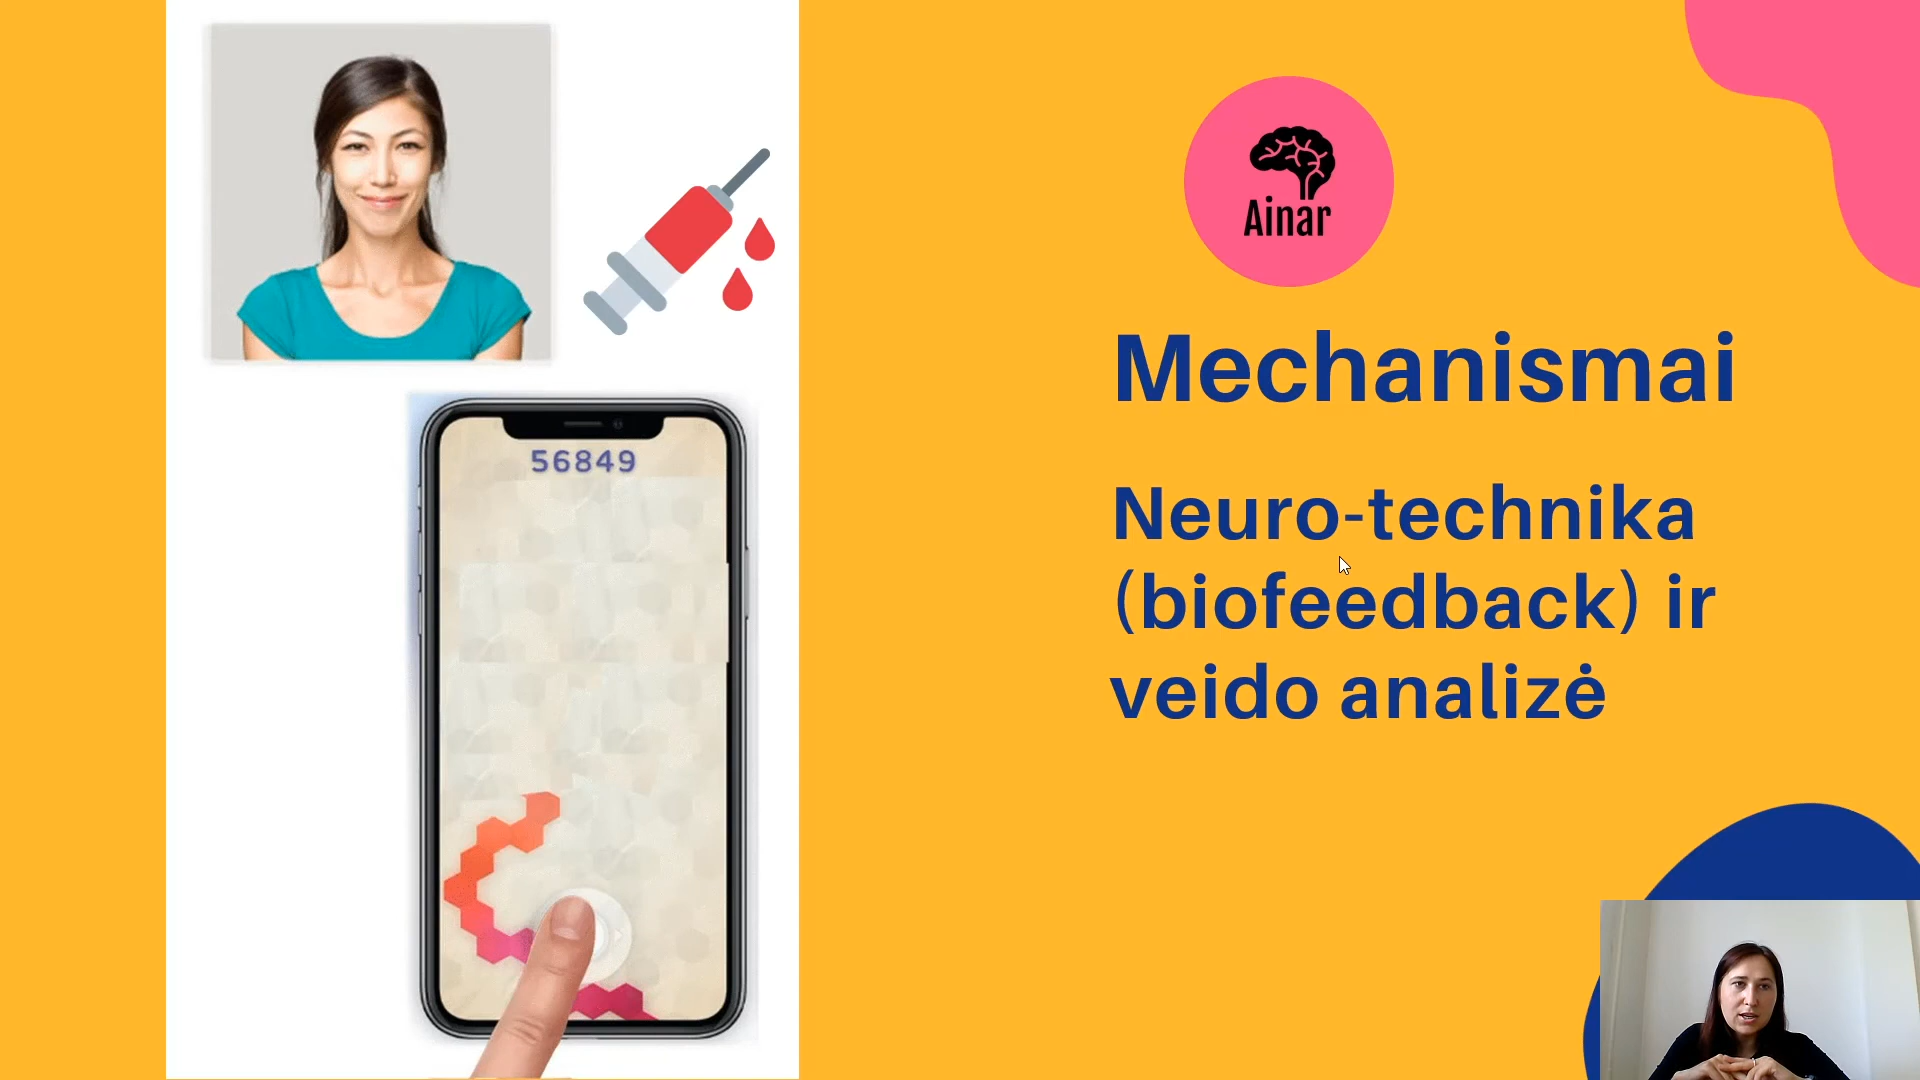 56849
Ainar
Mechanismai
Neuro-technika
(biofeedback) ir
veido analizė